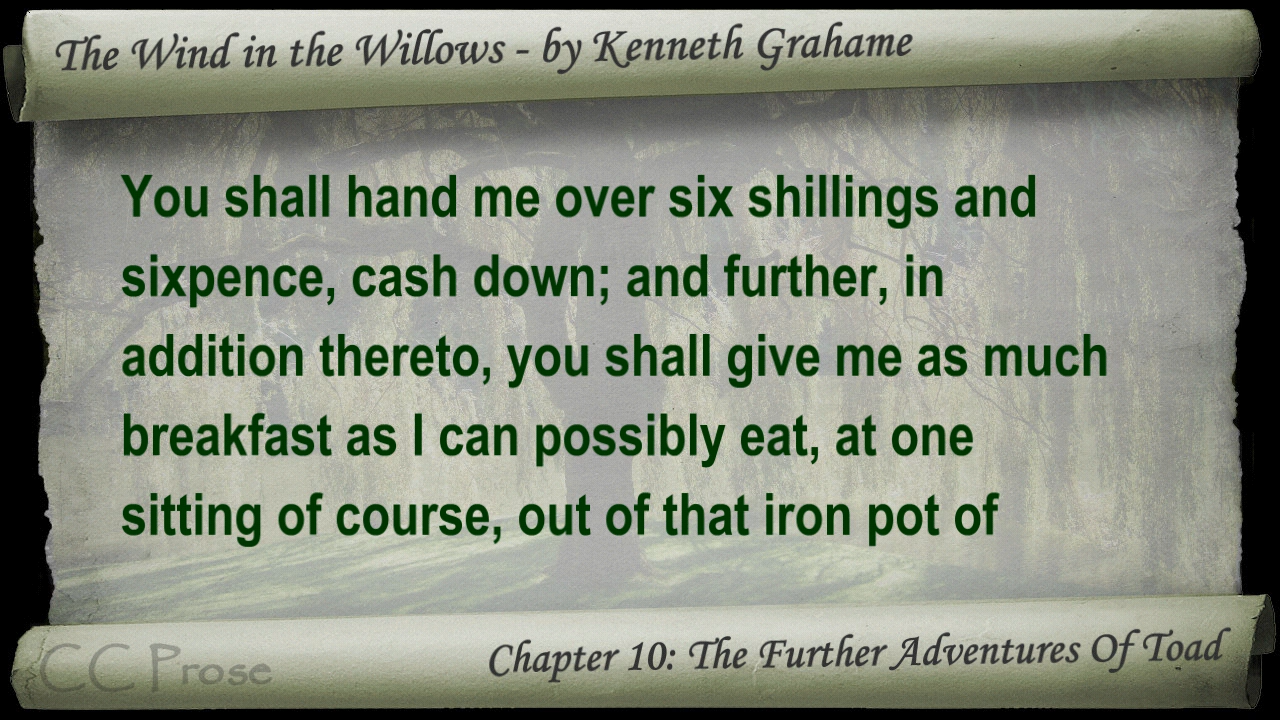 The Wind in the Willows - by Kenneth Grahame
You shall hand me over six shillings and
sixpence, cash down; and further, in
addition thereto, you shall give me as much
breakfast as I can possibly eat, at one
sitting of course, out of that iron pot of
CC Prose
Chapter 10: The Further Adventures Of Toad